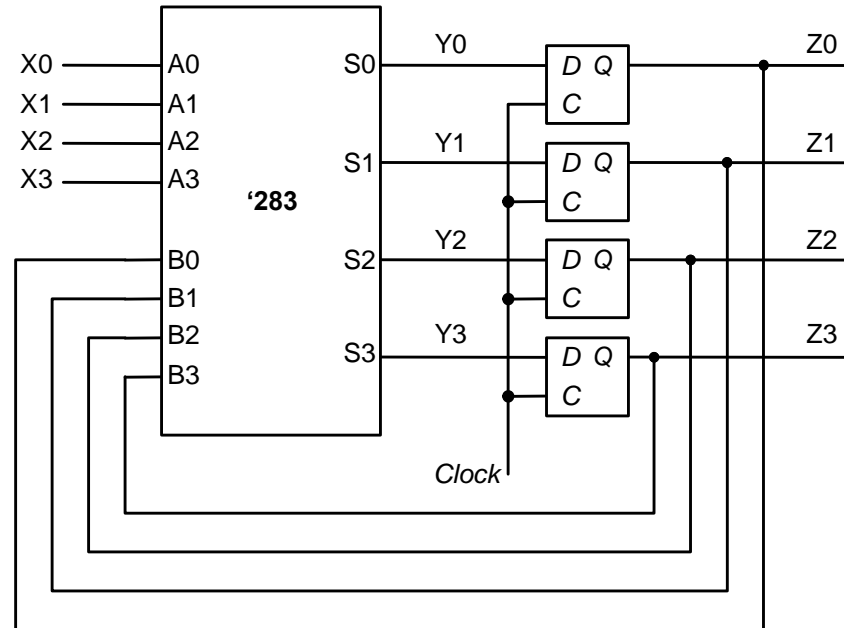 Y0 Z0
X0 A0 S0 D Q
X1 A1 C
X2 A2 Y1 Z1
X3 A3 S1 D Q
‘283 C
Y2 Z2
B0 S2 D Q
B1 C
B2 Y3 Z3
B3 S3 D Q
C
Clock